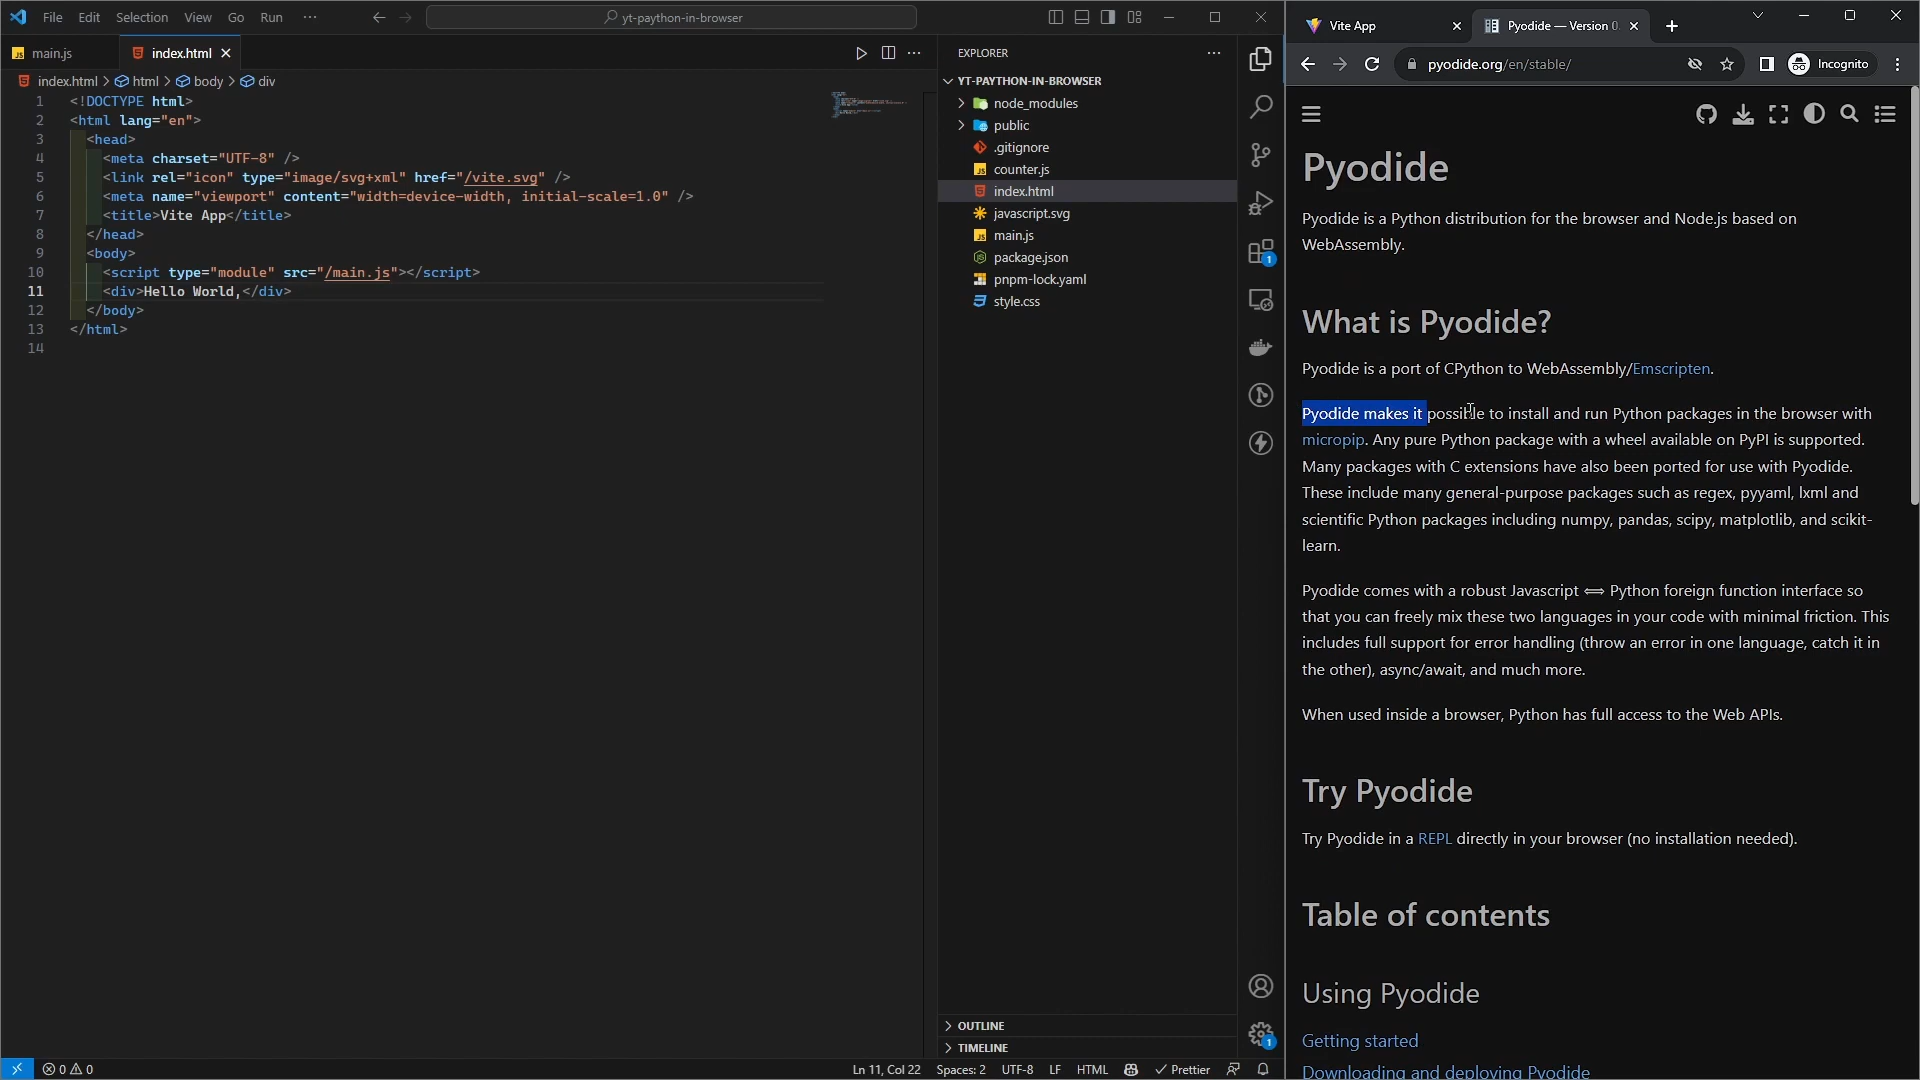 File Edit Selection View Go Run ···
yt-paython-in-browser
main.js
index.html
index.html > html > body > div
1 <!DOCTYPE html>
2 <html lang="en">
3 <head>
4 <meta charset="UTF-8" />
5 <link rel="icon" type="image/svg+xml" href="/vite.svg" />
6 <meta name="viewport" content="width=device-width, initial-scale=1.0" />
7 <title>Vite App</title>
8 </head>
9 <body>
10 <script type="module" src="/main.js"></script>
11 <div>Hello World,</div>
12 </body>
13 </html>
14
EXPLORER
YT-PAYTHON-IN-BROWSER
node_modules
public
.gitignore
counter.js
index.html
javascript.svg
main.js
package.json
pnpm-lock.yaml
style.css
OUTLINE
TIMELINE
1
1
0 0
Ln 11, Col 22 Spaces: 2 UTF-8 LF HTML Prettier
Vite App
Pyodide — Version 0.
pyodide.org/en/stable/
Incognito
Pyodide
Pyodide is a Python distribution for the browser and Node.js based on
WebAssembly.
What is Pyodide?
Pyodide is a port of CPython to WebAssembly/Emscripten.
Pyodide makes it possible to install and run Python packages in the browser with
micropip. Any pure Python package with a wheel available on PyPI is supported.
Many packages with C extensions have also been ported for use with Pyodide.
These include many general-purpose packages such as regex, pyyaml, lxml and
scientific Python packages including numpy, pandas, scipy, matplotlib, and scikit-
learn.
Pyodide comes with a robust Javascript ⟺ Python foreign function interface so
that you can freely mix these two languages in your code with minimal friction. This
includes full support for error handling (throw an error in one language, catch it in
the other), async/await, and much more.
When used inside a browser, Python has full access to the Web APIs.
Try Pyodide
Try Pyodide in a REPL directly in your browser (no installation needed).
Table of contents
Using Pyodide
Getting started
Downloading and deploying Pyodide